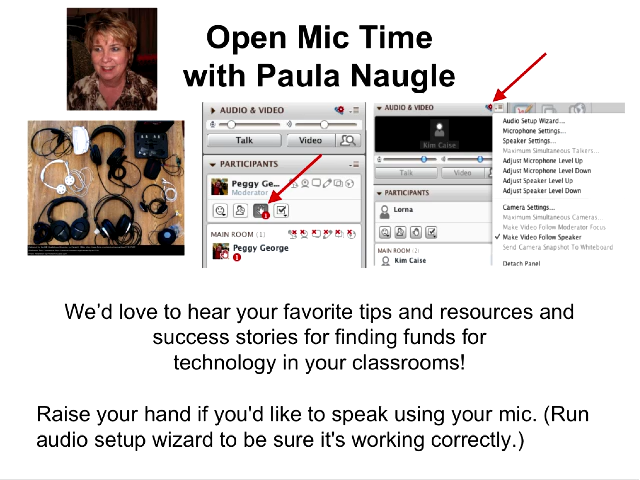 Open Mic Time
with Paula Naugle
AUDIO & VIDEO
Talk
Video
PARTICIPANTS
Peggy Ge...
Moderator
MAIN ROOM (1)
Peggy George
AUDIO & VIDEO
Kim Caise
Talk
Video
PARTICIPANTS
Lorna
MAIN ROOM (2)
Kim Caise
Audio Setup Wizard...
Microphone Settings...
Speaker Settings...
Maximum Simultaneous Talkers...
Adjust Microphone Level Up
Adjust Microphone Level Down
Adjust Speaker Level Up
Adjust Speaker Level Down
Camera Settings...
Maximum Simultaneous Cameras...
Make Video Follow Moderator Focus
Make Video Follow Speaker
Send Camera Snapshot To Whiteboard
Detach Panel
We’d love to hear your favorite tips and resources and
success stories for finding funds for
technology in your classrooms!
Raise your hand if you'd like to speak using your mic. (Run
audio setup wizard to be sure it's working correctly.)